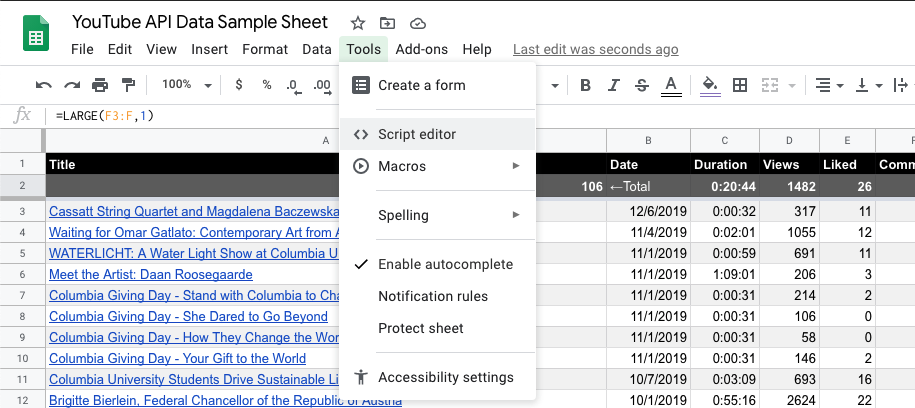 YouTube API Data Sample Sheet
File Edit View Insert Format Data Tools Add-ons Help Last edit was seconds ago
100% $ % .0 .00 B I S A
fx =LARGE(F3:F,1)
Create a form
Script editor
Macros
Spelling
Enable autocomplete
Notification rules
Protect sheet
Accessibility settings
A B C D E F
1 Title Date Duration Views Liked Comm
2 106 ←Total 0:20:44 1482 26
3 Cassatt String Quartet and Magdalena Baczewska 12/6/2019 0:00:32 317 11
4 Waiting for Omar Gatlato: Contemporary Art from A 11/4/2019 0:02:01 1055 12
5 WATERLICHT: A Water Light Show at Columbia U 11/1/2019 0:00:59 691 11
6 Meet the Artist: Daan Roosegaarde 11/1/2019 1:09:01 206 3
7 Columbia Giving Day - Stand with Columbia to Cha 11/1/2019 0:00:31 214 2
8 Columbia Giving Day - She Dared to Go Beyond 11/1/2019 0:00:31 106 0
9 Columbia Giving Day - How They Change the Wor 11/1/2019 0:00:31 58 0
10 Columbia Giving Day - Your Gift to the World 11/1/2019 0:00:31 146 2
11 Columbia University Students Drive Sustainable Li 10/7/2019 0:03:09 693 16
12 Brigitte Bierlein, Federal Chancellor of the Republic of Austria 10/1/2019 0:55:16 2624 22